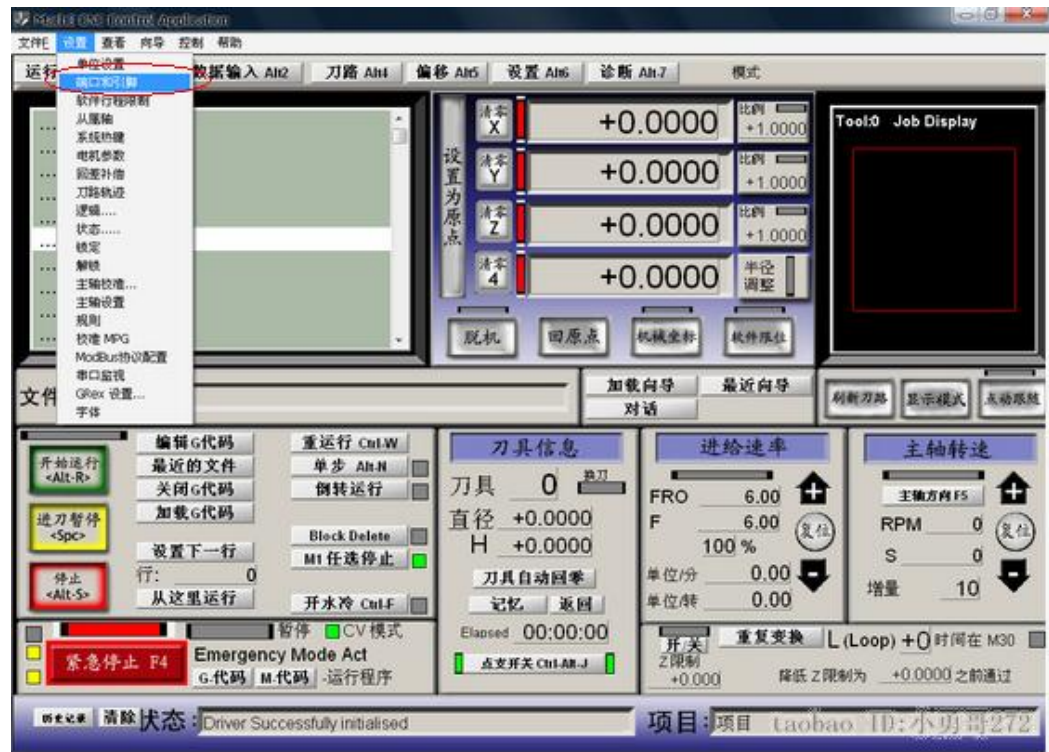 Mach3 CNC Control Application
文件F 设置 查看 向导 控制 帮助
单位设置
端口和引脚
软件行程限制
从属轴
系统热键
电机参数
回差补偿
刀路轨迹
逻辑....
状态.....
锁定
解锁
主轴校准...
主轴设置
规则
校准 MPG
ModBus协议配置
串口监视
GRex 设置...
字体
运行 数据输入 Alt2 刀路 Alt4 偏移 Alt5 设置 Alt6 诊断 Alt-7 模式
设置为原点
清零 X +0.0000 比例 +1.0000
清零 Y +0.0000 比例 +1.0000
清零 Z +0.0000 比例 +1.0000
清零 4 +0.0000 半径调整
脱机 回原点 机械坐标 软件限位
Tool:0 Job Display
文件
加载向导 最近向导
对话
刷新刀路 显示模式 点动跟随
开始运行 <Alt-R>
进刀暂停 <Spc>
停止 <Alt-S>
编辑G代码 重运行 Ctrl-W
最近的文件 单步 Alt-N
关闭G代码 倒转运行
加载G代码
Block Delete
设置下一行 M1 任选停止
行: 0
从这里运行 开水冷 Ctrl-F
刀具信息
刀具 0 换刀
直径 +0.0000
H +0.0000
刀具自动回零
记忆 返回
Elapsed 00:00:00
点支开关 Ctrl-Alt-J
进给速率
FRO 6.00
F 6.00 复位
100 %
单位/分 0.00
单位/转 0.00
主轴转速
主轴方向 F5
RPM 0 复位
S 0
增量 10
紧急停止 F4
暂停 CV 模式
Emergency Mode Act
G-代码 M-代码 -运行程序
开/关 重复变换 L (Loop) +0 时间在 M30
Z 限制
+0.000 降低 Z 限制为 +0.0000 之前通过
历史记录 清除 状态: Driver Successfully initialised 项目: 项目
taobao ID:小勇哥272